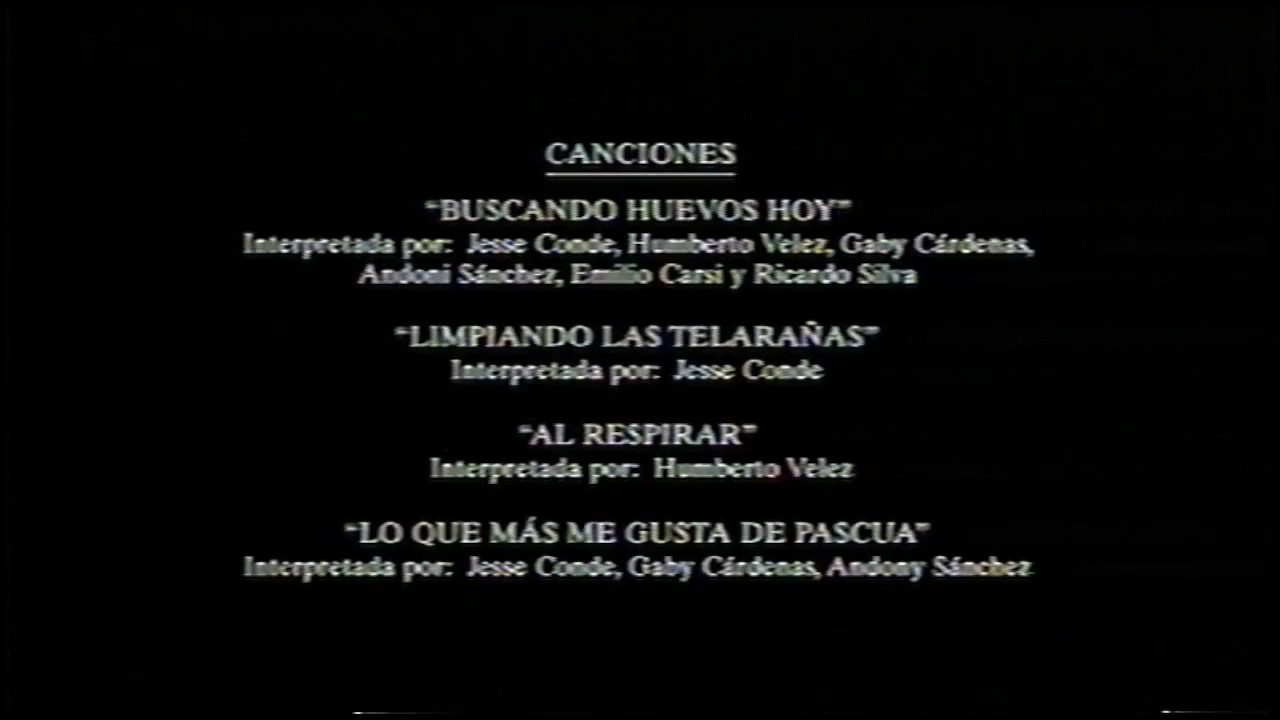 CANCIONES
“BUSCANDO HUEVOS HOY”
Interpretada por: Jesse Conde, Humberto Velez, Gaby Cárdenas,
Andoni Sánchez, Emilio Carsi y Ricardo Silva
“LIMPIANDO LAS TELARAÑAS”
Interpretada por: Jesse Conde
“AL RESPIRAR”
Interpretada por: Humberto Velez
“LO QUE MÁS ME GUSTA DE PASCUA”
Interpretada por: Jesse Conde, Gaby Cárdenas, Andony Sánchez